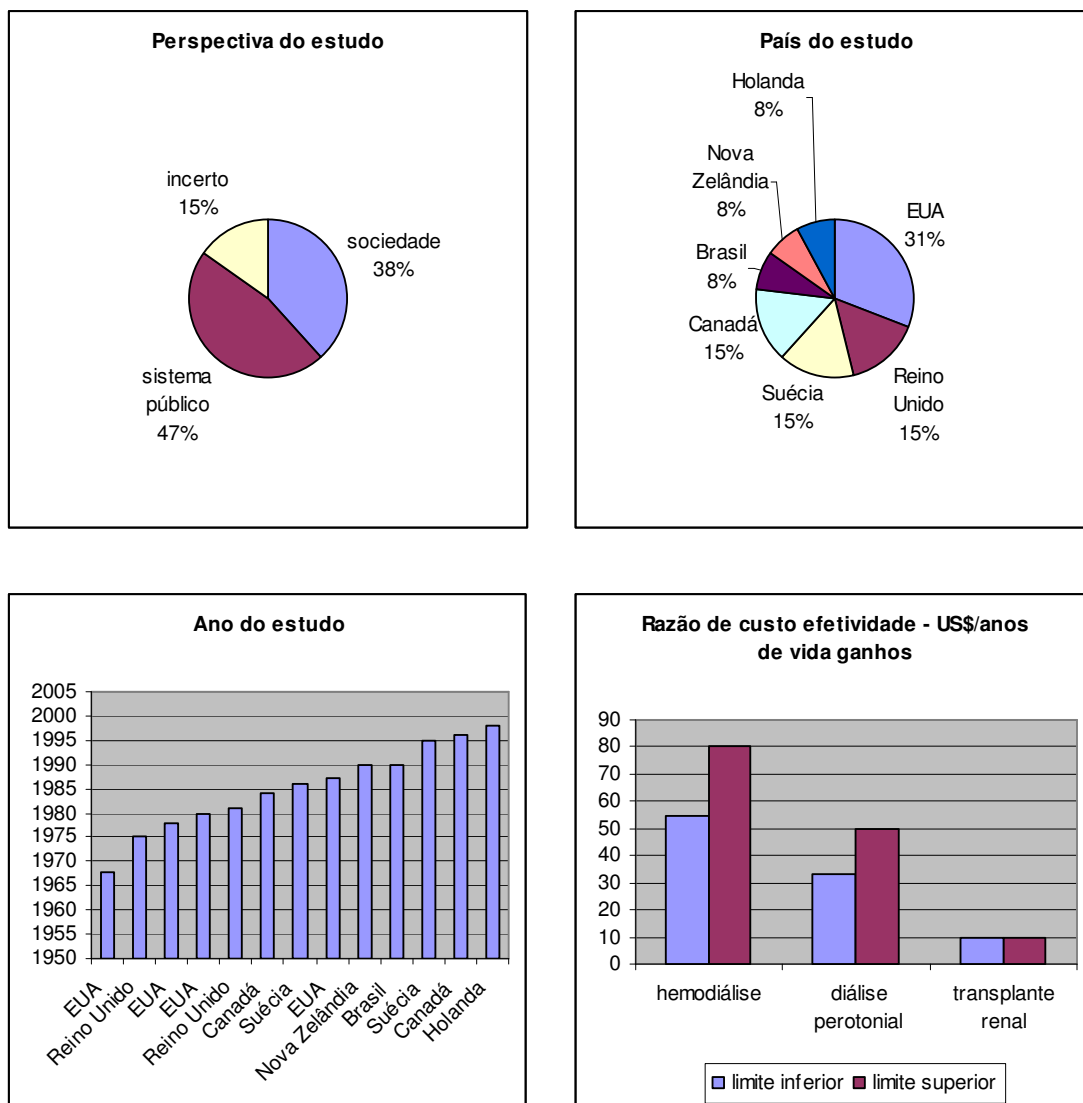 Perspectiva do estudo
incerto
15%
sociedade
38%
sistema
público
47%
País do estudo
Holanda
8%
Nova
Zelândia
8%
Brasil
8%
Canadá
15%
Suécia
15%
EUA
31%
Reino
Unido
15%
Ano do estudo
2005
2000
1995
1990
1985
1980
1975
1970
1965
1960
1955
1950
EUA
Reino Unido
EUA
EUA
Reino Unido
Canadá
Suécia
EUA
Nova Zelândia
Brasil
Suécia
Canadá
Holanda
Razão de custo efetividade - US$/anos
de vida ganhos
90
80
70
60
50
40
30
20
10
0
hemodiálise
diálise
perotonial
transplante
renal
limite inferior
limite superior